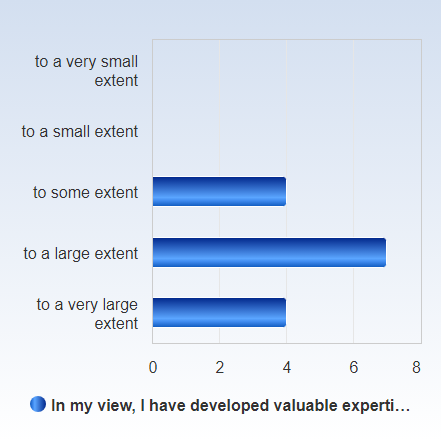 to a very small
extent
to a small extent
to some extent
to a large extent
to a very large
extent
0 2 4 6 8
In my view, I have developed valuable experti…